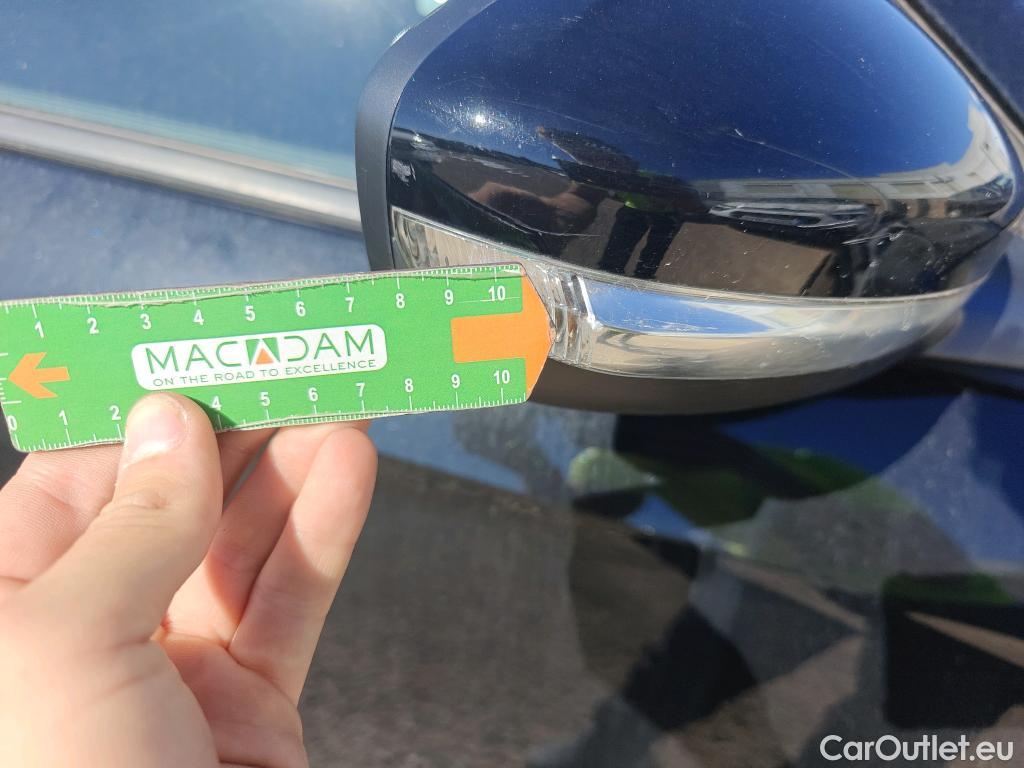 1 2 3 4 5 6 7 8 9 10
MACADAM
ON THE ROAD TO EXCELLENCE
0 1 2 4 5 6 7 8 9 10
CarOutlet.eu